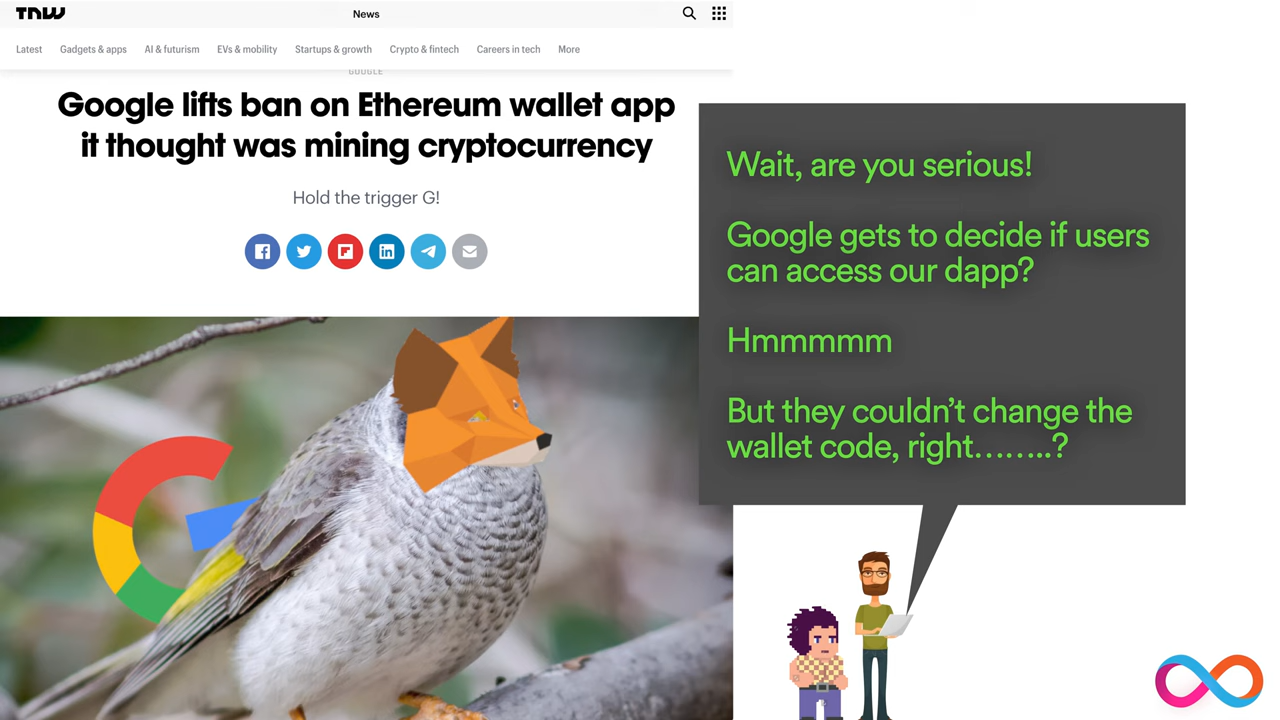 TNW
News
Latest
Gadgets & apps
AI & futurism
EVs & mobility
Startups & growth
Crypto & fintech
Careers in tech
More
GOOGLE
Google lifts ban on Ethereum wallet app
it thought was mining cryptocurrency
Hold the trigger G!
Wait, are you serious!
Google gets to decide if users
can access our dapp?
Hmmmmm
But they couldn’t change the
wallet code, right……..?